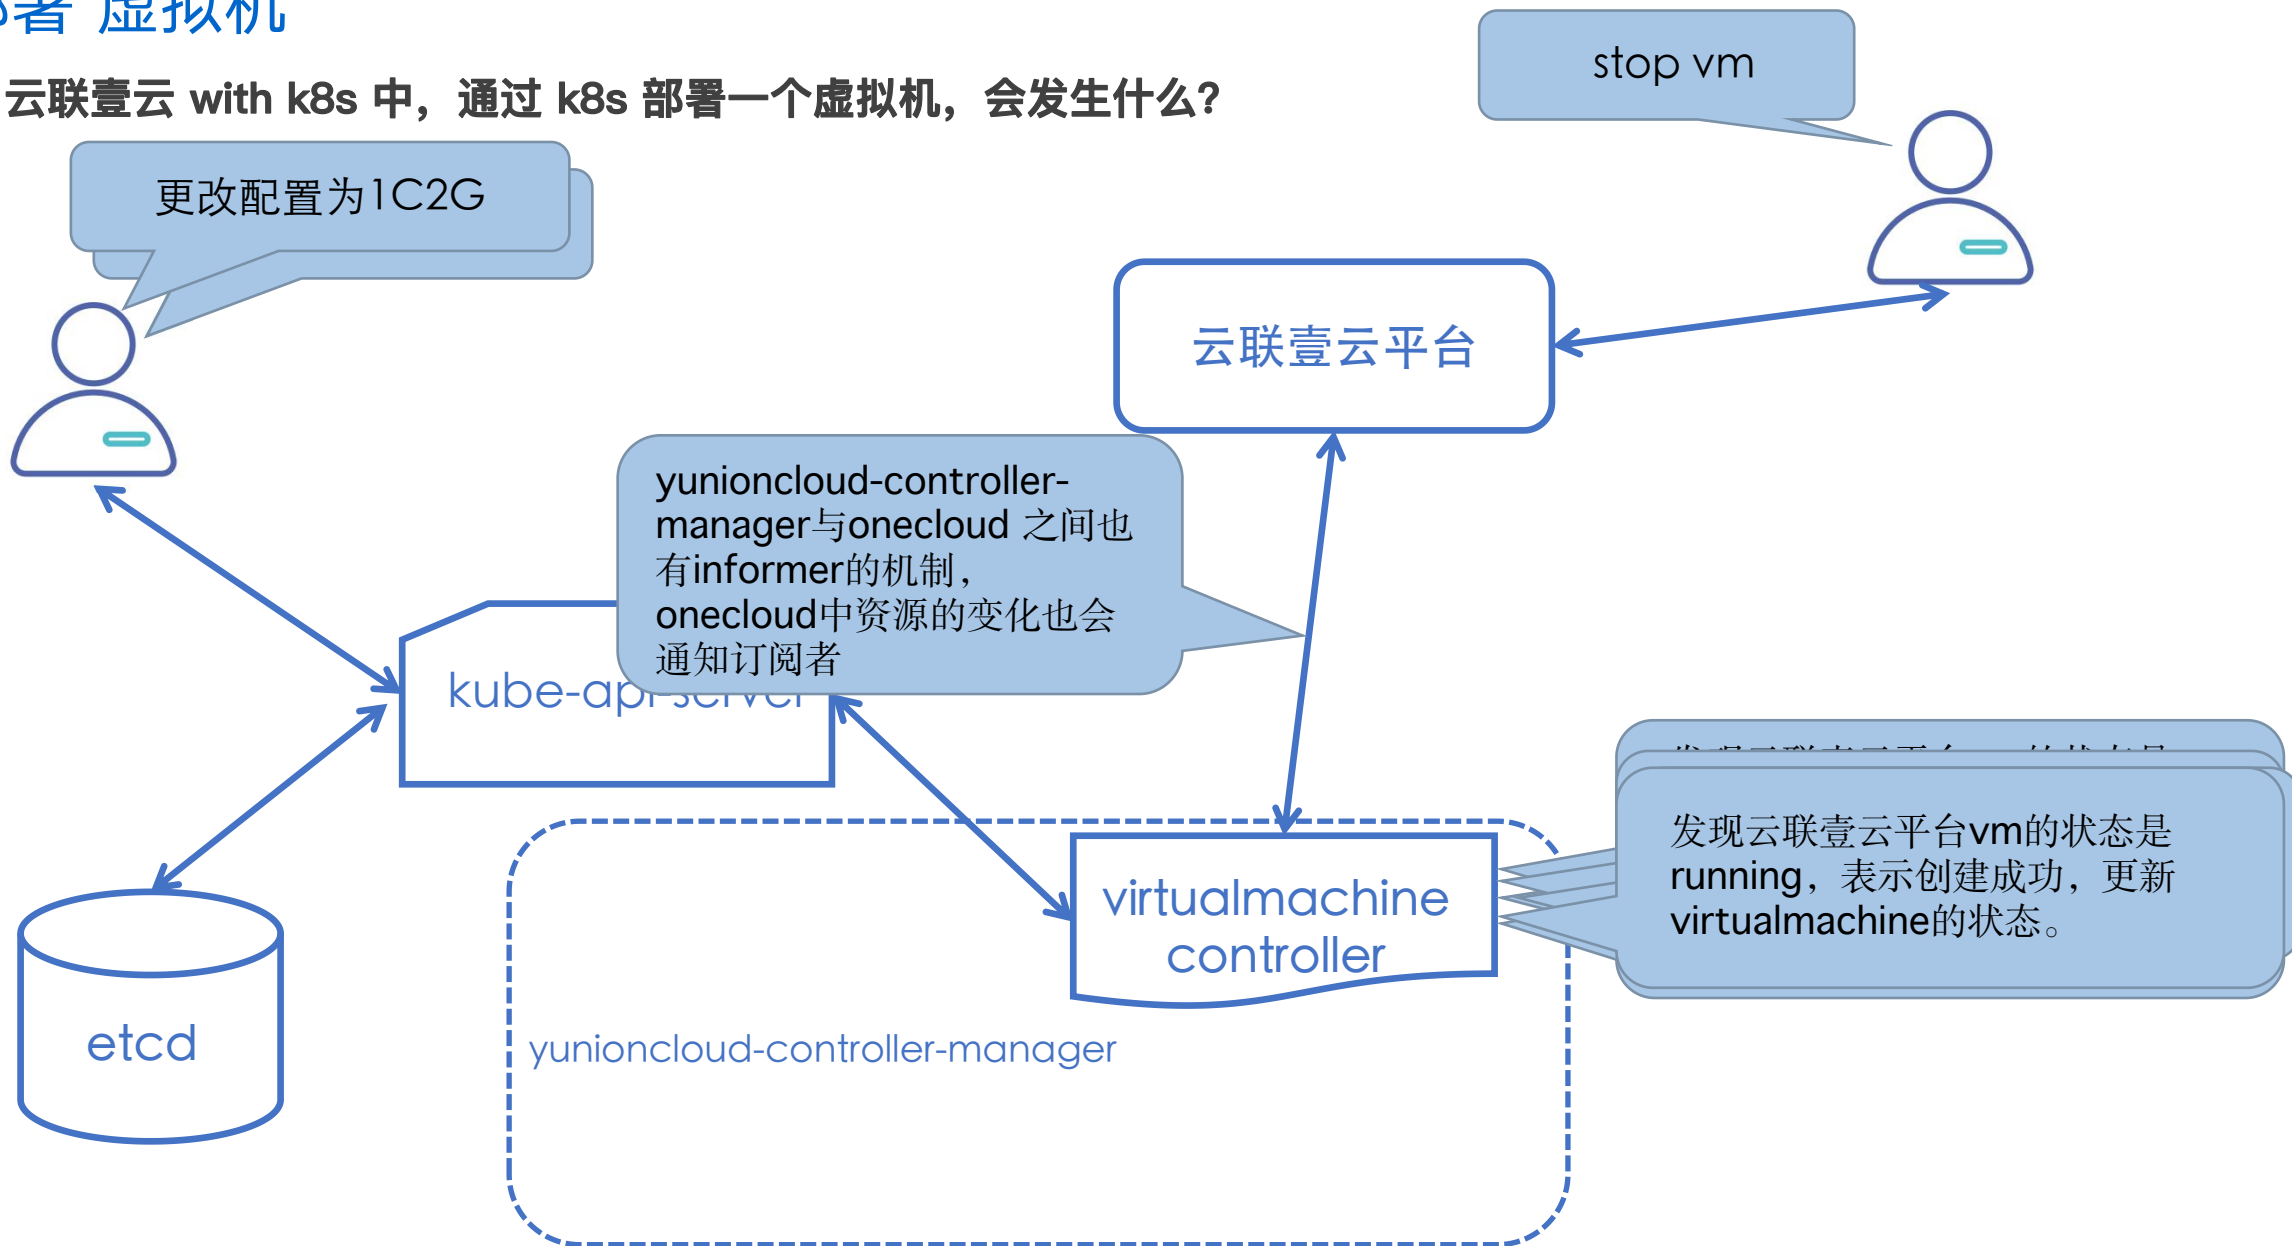 署 虚拟机
云联壹云 with k8s 中，通过 k8s 部署一个虚拟机，会发生什么？
stop vm
更改配置为1C2G
云联壹云平台
yunioncloud-controller-
manager与onecloud 之间也
有informer的机制，
onecloud中资源的变化也会
通知订阅者
kube-api-server
发现云联壹云平台vm的状态是
running，表示创建成功，更新
virtualmachine的状态。
virtualmachine
controller
etcd
yunioncloud-controller-manager